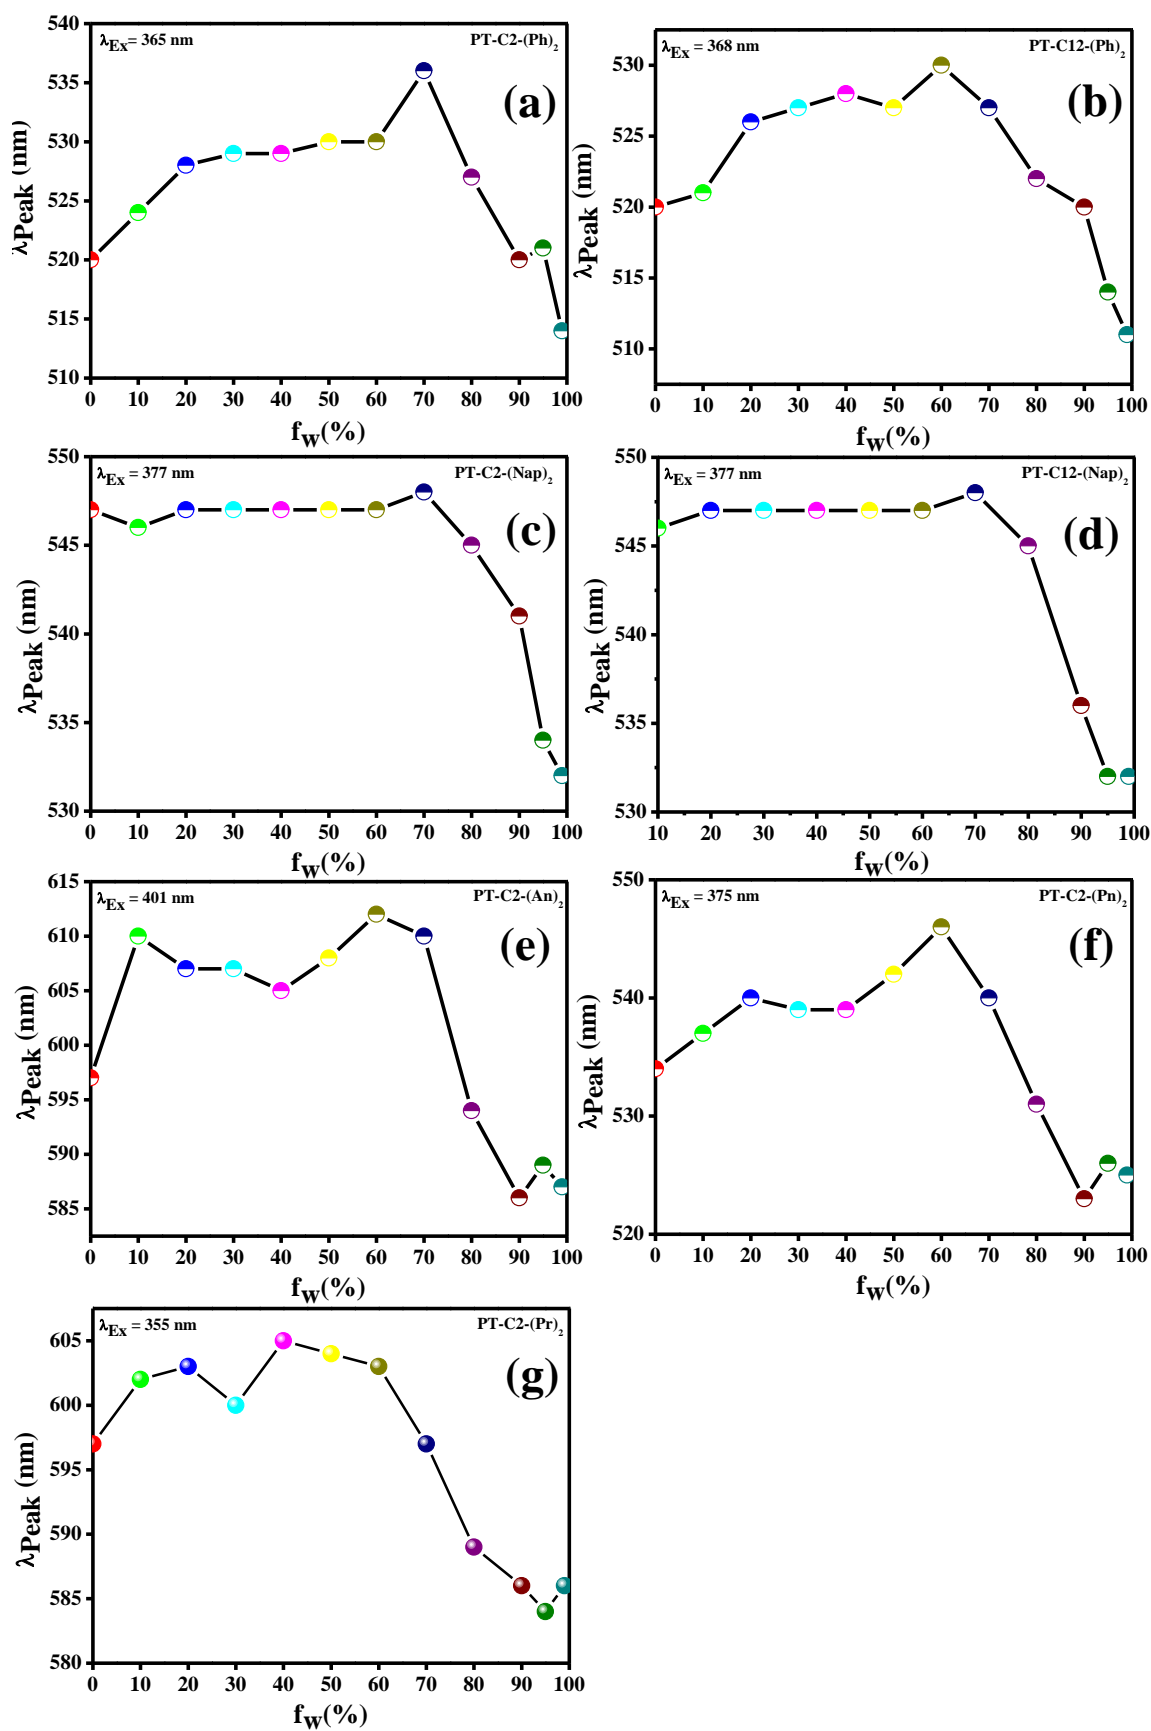 λEx= 365 nm PT-C2-(Ph)2
(a)
540
535
530
525
520
515
510
λPeak (nm)
0 10 20 30 40 50 60 70 80 90 100
fw(%)
λEx= 368 nm PT-C12-(Ph)2
(b)
530
525
520
515
510
λPeak (nm)
0 10 20 30 40 50 60 70 80 90 100
fw(%)
λEx = 377 nm PT-C2-(Nap)2
(c)
550
545
540
535
530
λPeak (nm)
0 10 20 30 40 50 60 70 80 90 100
fw(%)
λEx = 377 nm PT-C12-(Nap)2
(d)
550
545
540
535
530
λPeak (nm)
10 20 30 40 50 60 70 80 90 100
fw(%)
λEx = 401 nm PT-C2-(An)2
(e)
615
610
605
600
595
590
585
λPeak (nm)
0 10 20 30 40 50 60 70 80 90 100
fw(%)
λEx = 375 nm PT-C2-(Pn)2
(f)
550
540
530
520
λPeak (nm)
0 10 20 30 40 50 60 70 80 90 100
fw(%)
λEx = 355 nm PT-C2-(Pr)2
(g)
605
600
595
590
585
580
λPeak (nm)
0 10 20 30 40 50 60 70 80 90 100
fw(%)